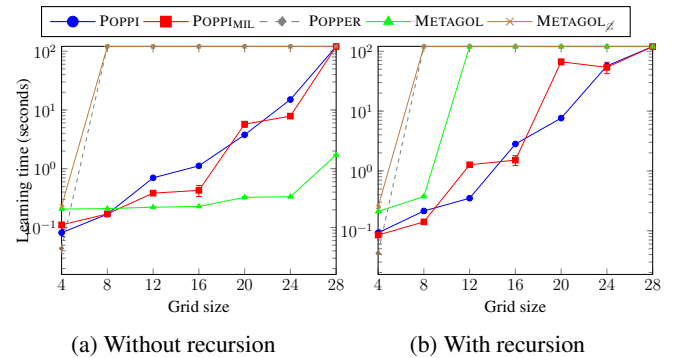 POPPI POPPI_MIL POPPER METAGOL METAGOL_⌀
10^2
10^1
10^0
10^−1
Learning time (seconds)
4 8 12 16 20 24 28
Grid size
(a) Without recursion
10^2
10^1
10^0
10^−1
4 8 12 16 20 24 28
Grid size
(b) With recursion